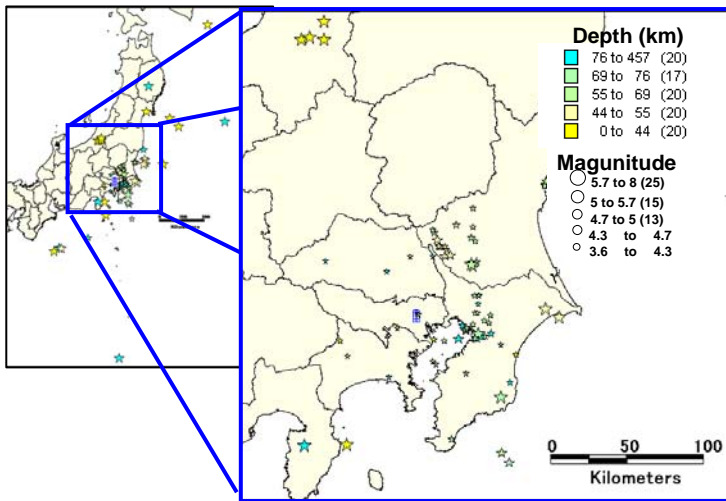 Depth (km)
76 to 457 (20)
69 to 76 (17)
55 to 69 (20)
44 to 55 (20)
0 to 44 (20)
Magunitude
5.7 to 8 (25)
5 to 5.7 (15)
4.7 to 5 (13)
4.3 to 4.7
3.6 to 4.3
0 50 100
Kilometers